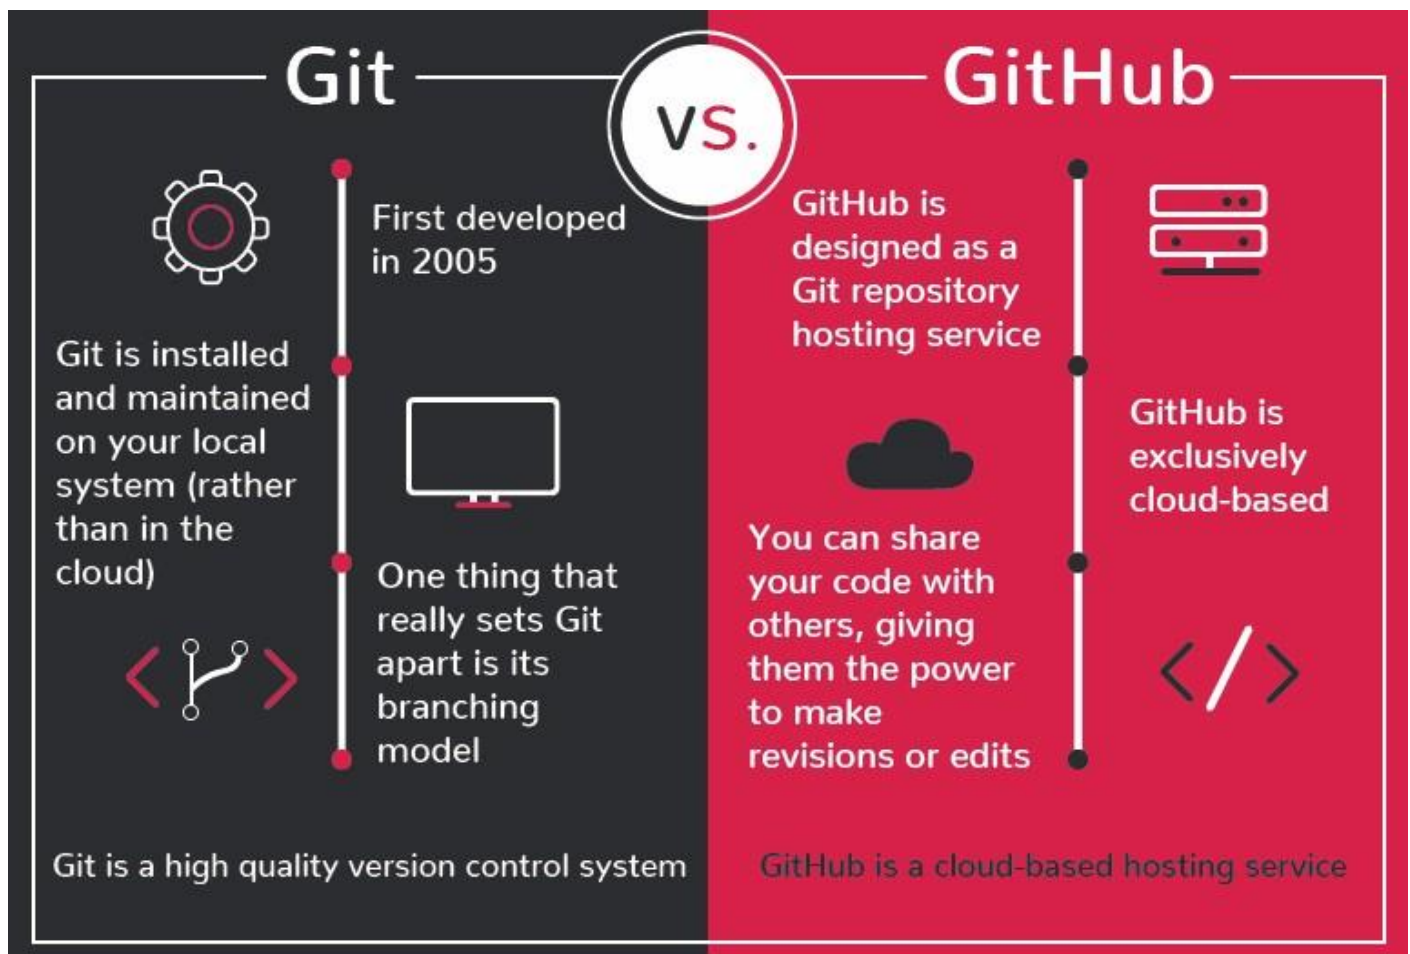 Git
vs.
GitHub
First developed
in 2005
Git is installed
and maintained
on your local
system (rather
than in the
cloud)
One thing that
really sets Git
apart is its
branching
model
Git is a high quality version control system
GitHub is
designed as a
Git repository
hosting service
GitHub is
exclusively
cloud-based
You can share
your code with
others, giving
them the power
to make
revisions or edits
GitHub is a cloud-based hosting service